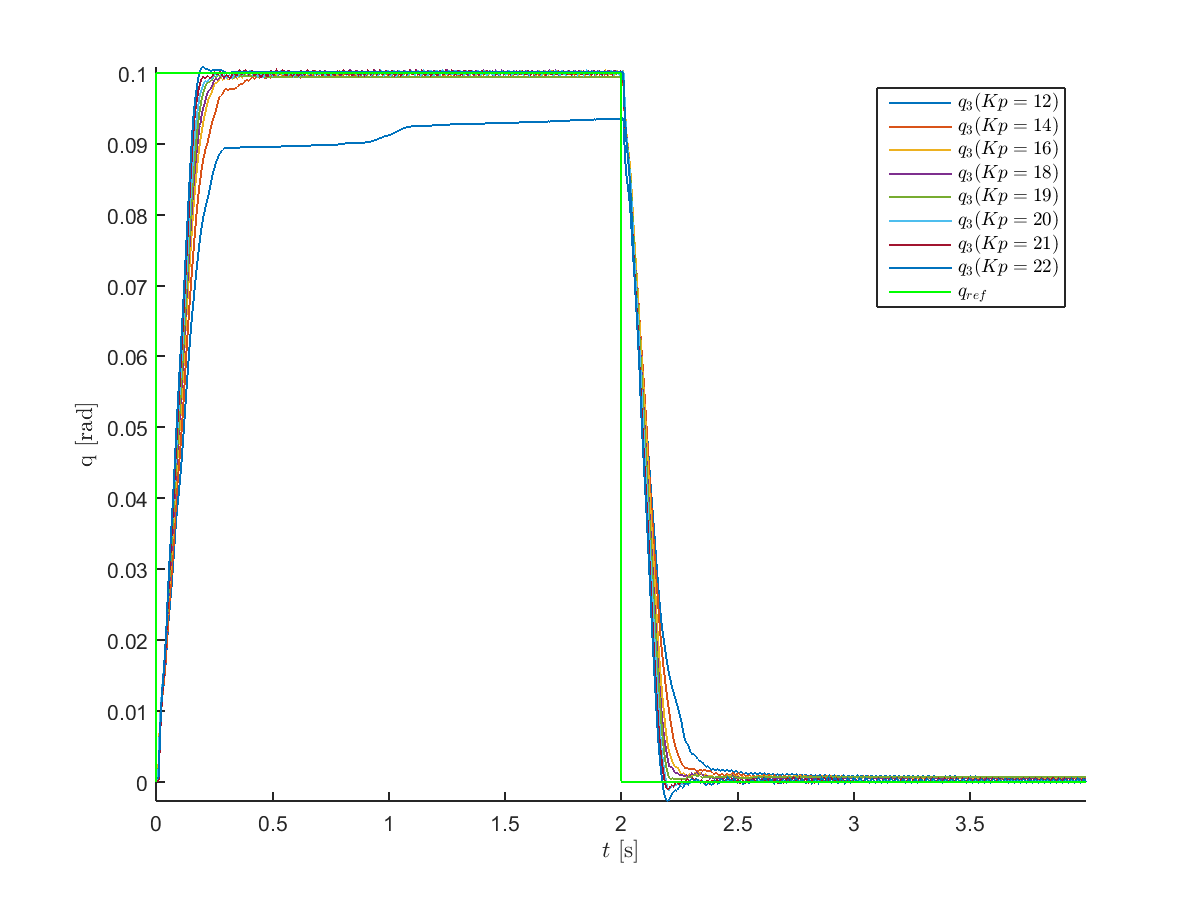 0.1
0.09
0.08
0.07
0.06
0.05
0.04
0.03
0.02
0.01
0
q [rad]
0 0.5 1 1.5 2 2.5 3 3.5
t [s]
q₃(Kp = 12)
q₃(Kp = 14)
q₃(Kp = 16)
q₃(Kp = 18)
q₃(Kp = 19)
q₃(Kp = 20)
q₃(Kp = 21)
q₃(Kp = 22)
q_ref